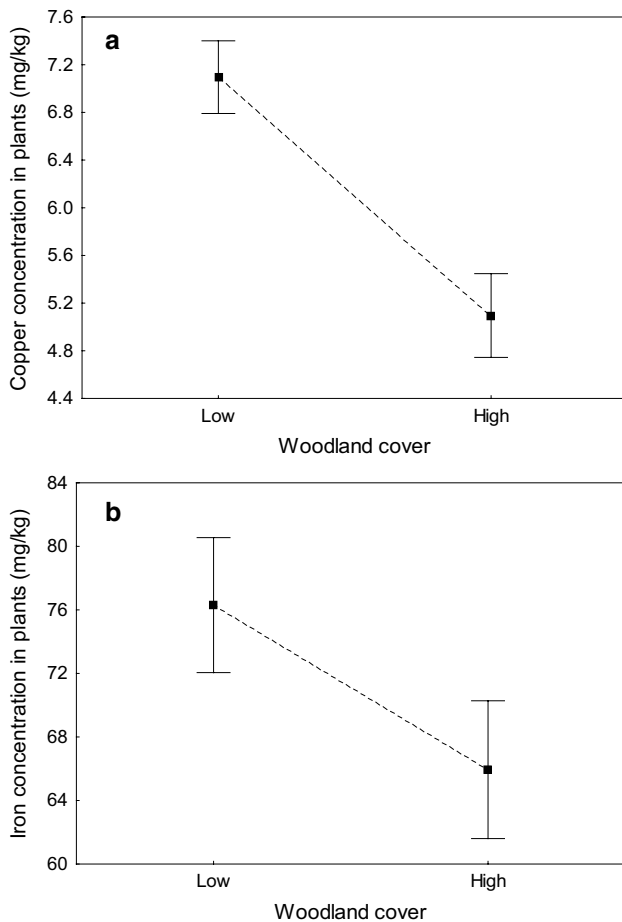 a
Copper concentration in plants (mg/kg)
7.6
7.2
6.8
6.4
6.0
5.6
5.2
4.8
4.4
Low
High
Woodland cover
b
Iron concentration in plants (mg/kg)
84
80
76
72
68
64
60
Low
High
Woodland cover